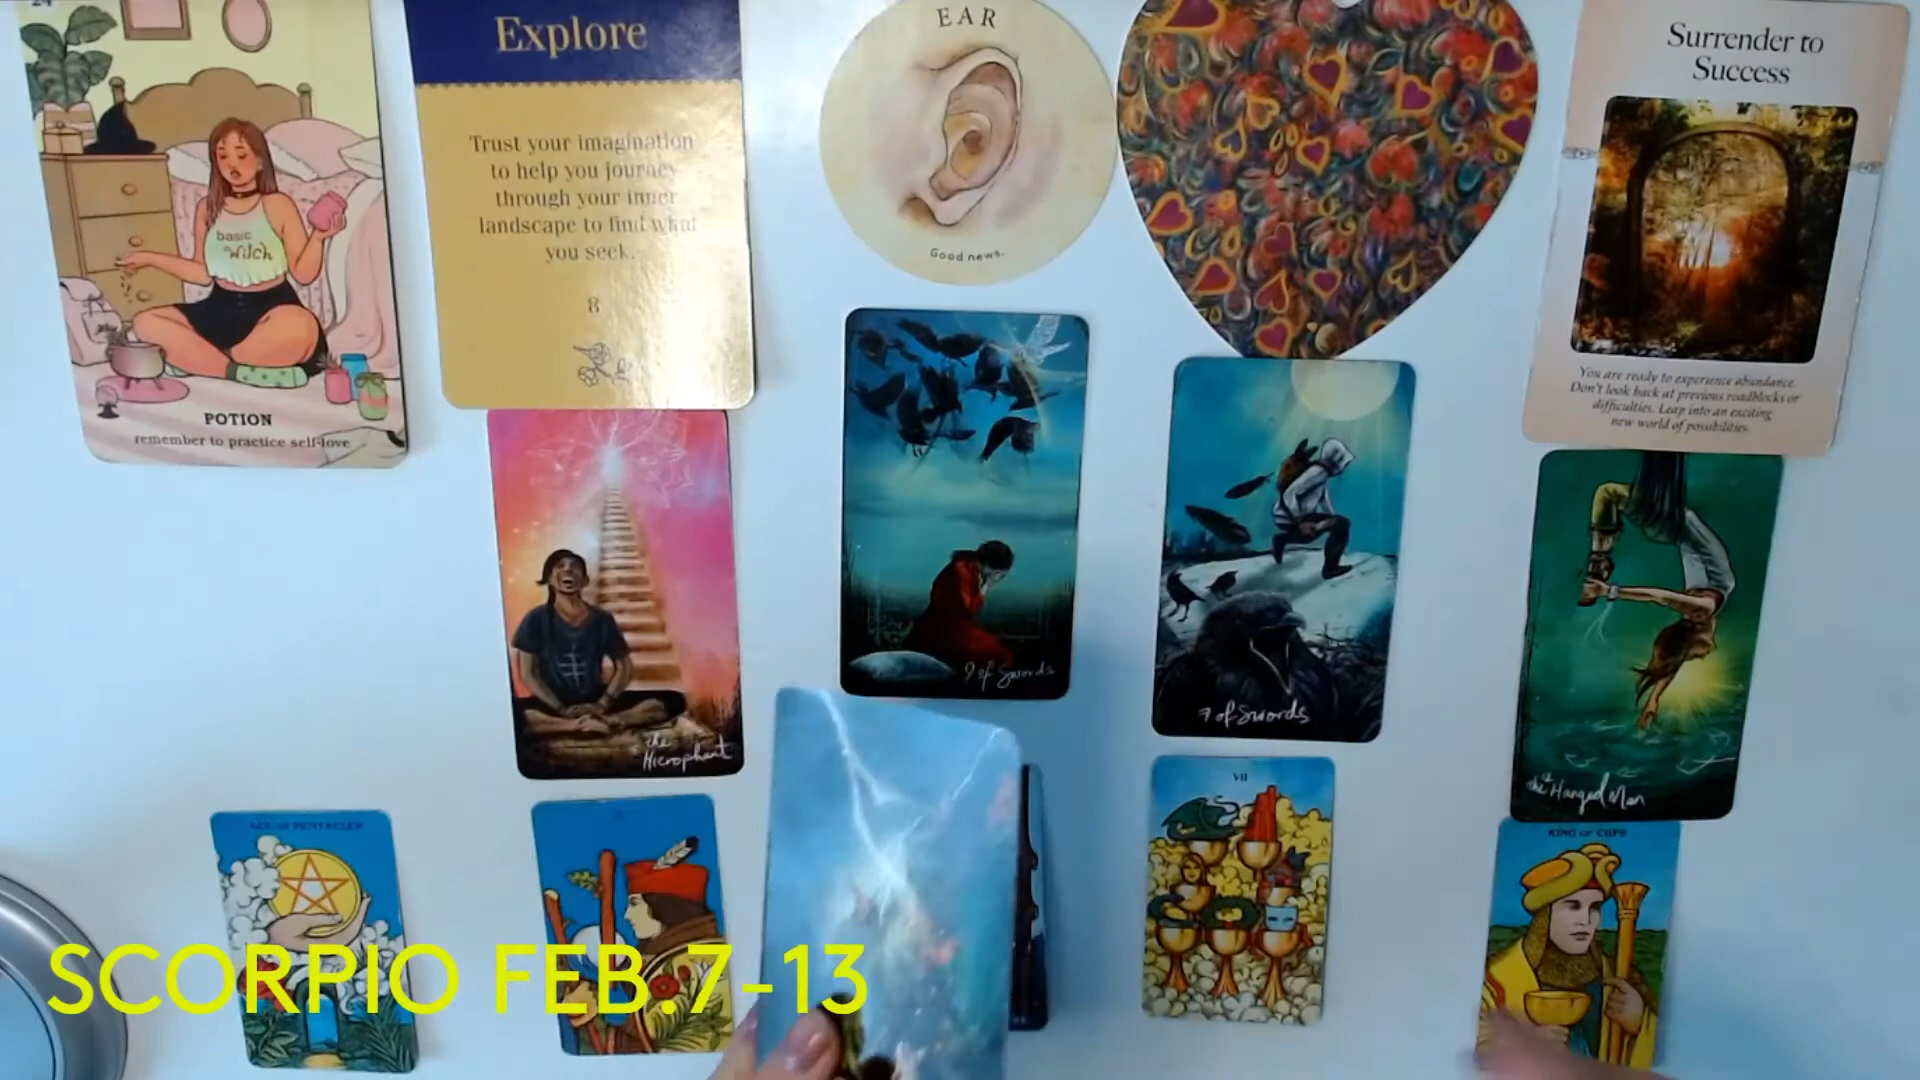 24
POTION
remember to practice self-love
basic
Witch
Explore
Trust your imagination
to help you journey
through your inner
landscape to find what
you seek.
8
EAR
Good news.
Surrender to
Success
You are ready to experience abundance.
Don't look back at previous roadblocks or
difficulties. Leap into an exciting
new world of possibilities.
the
Hierophant
9 of Swords
7 of Swords
12
the Hanged Man
ACE OF PENTACLES
VII
KING OF CUPS
SCORPIO FEB.7-13